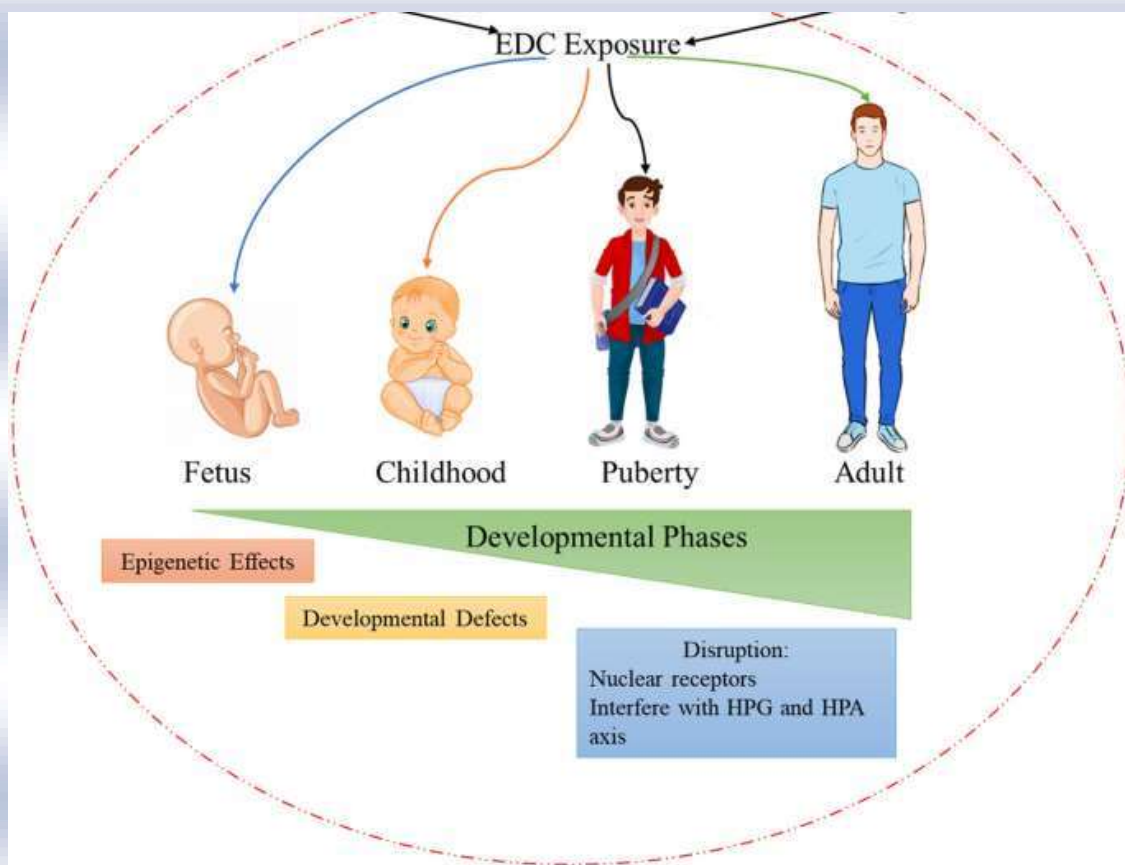 EDC Exposure
Fetus
Childhood
Puberty
Adult
Developmental Phases
Epigenetic Effects
Developmental Defects
Disruption:
Nuclear receptors
Interfere with HPG and HPA
axis